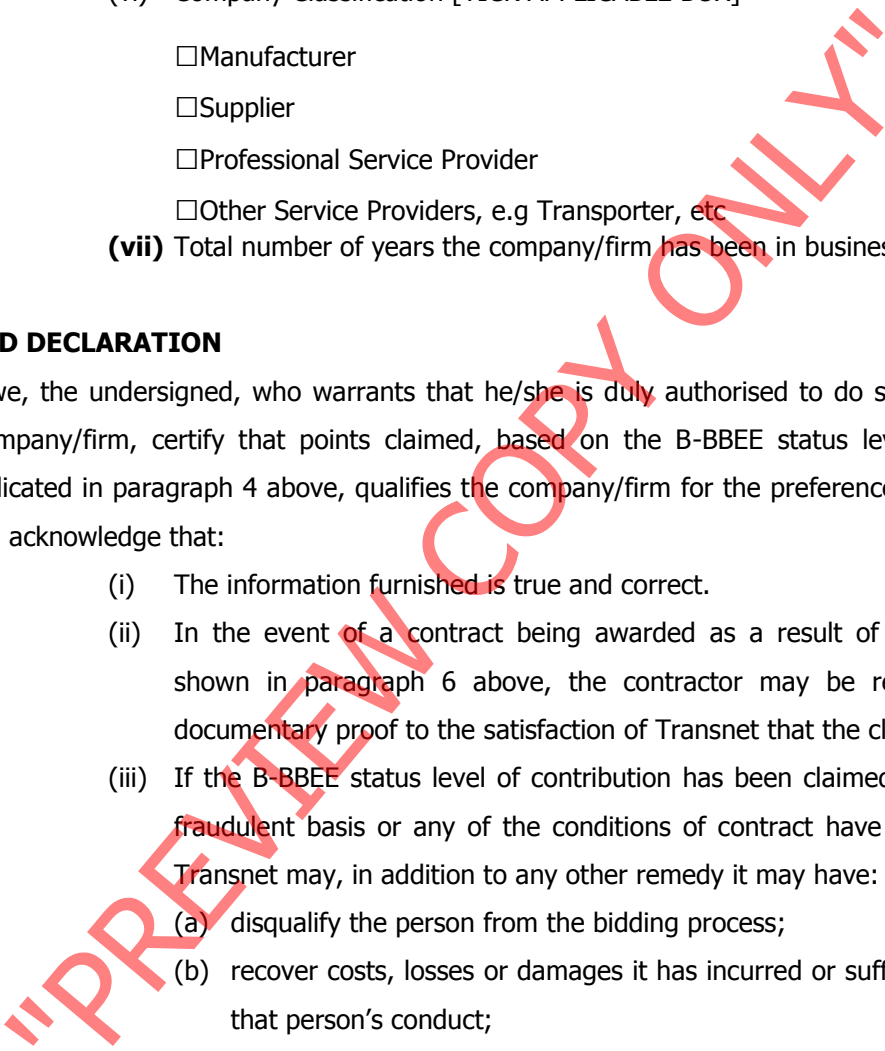 ☐Manufacturer
☐Supplier
☐Professional Service Provider
☐Other Service Providers, e.g Transporter, etc
(vii) Total number of years the company/firm has been in busines
D DECLARATION
we, the undersigned, who warrants that he/she is duly authorised to do s
mpany/firm, certify that points claimed, based on the B-BBEE status lev
dicated in paragraph 4 above, qualifies the company/firm for the preference
acknowledge that:
(i) The information furnished is true and correct.
(ii) In the event of a contract being awarded as a result of
shown in paragraph 6 above, the contractor may be re
documentary proof to the satisfaction of Transnet that the cl
(iii) If the B-BBEE status level of contribution has been claimed
fraudulent basis or any of the conditions of contract have
Transnet may, in addition to any other remedy it may have:
(a) disqualify the person from the bidding process;
(b) recover costs, losses or damages it has incurred or suff
that person's conduct;
"PREVIEW COPY ONLY"